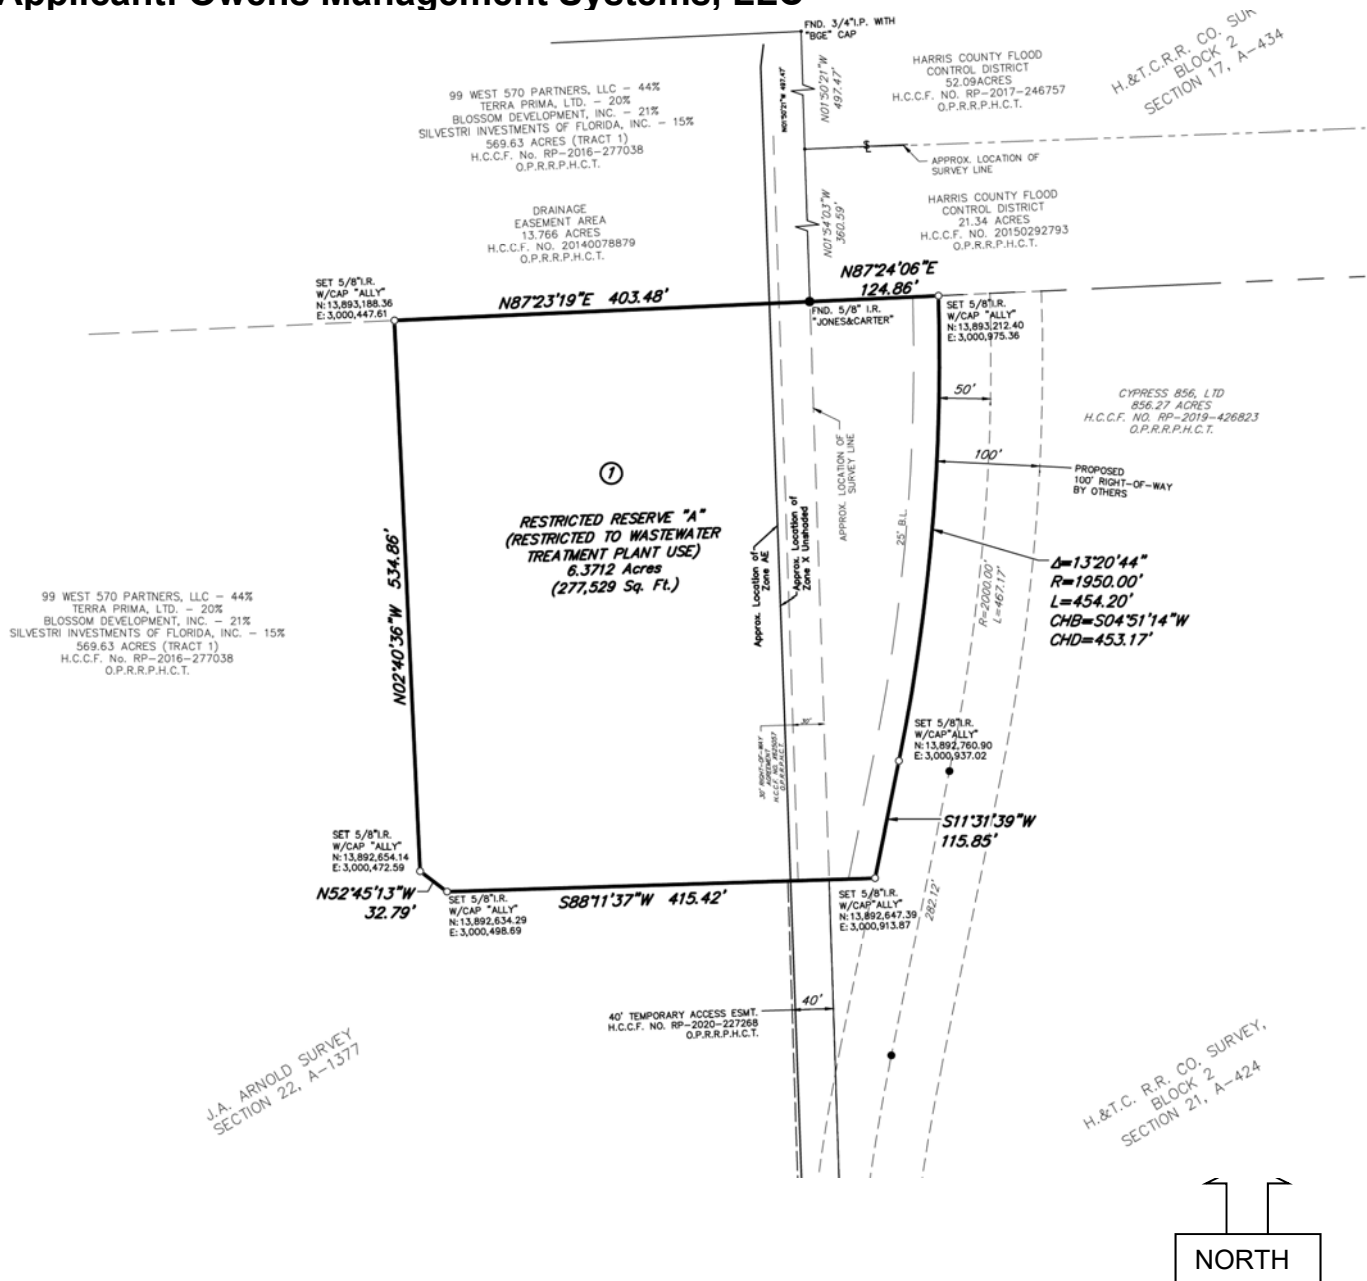 Applicant: Owens Management Systems, LLC
FND. 3/4"I.P. WITH
"BGE" CAP
H.&T.C.R.R. CO. SUR
BLOCK 2
SECTION 17, A-434
HARRIS COUNTY FLOOD
CONTROL DISTRICT
52.09ACRES
H.C.C.F. NO. RP-2017-246757
O.P.R.R.P.H.C.T.
N01°50'21"W
497.47'
N01°50'21"W 497.47'
99 WEST 570 PARTNERS, LLC - 44%
TERRA PRIMA, LTD. - 20%
BLOSSOM DEVELOPMENT, INC. - 21%
SILVESTRI INVESTMENTS OF FLORIDA, INC. - 15%
569.63 ACRES (TRACT 1)
H.C.C.F. No. RP-2016-277038
O.P.R.R.P.H.C.T.
APPROX. LOCATION OF
SURVEY LINE
DRAINAGE
EASEMENT AREA
13.766 ACRES
H.C.C.F. NO. 20140078879
O.P.R.R.P.H.C.T.
N01°54'03"W
360.59'
HARRIS COUNTY FLOOD
CONTROL DISTRICT
21.34 ACRES
H.C.C.F. NO. 20150292793
O.P.R.R.P.H.C.T.
SET 5/8"I.R.
W/CAP "ALLY"
N:13,893,188.36
E:3,000,447.61
N87°23'19"E 403.48'
N87°24'06"E
124.86'
FND. 5/8" I.R.
"JONES&CARTER"
SET 5/8"I.R.
W/CAP "ALLY"
N:13,893,212.40
E:3,000,975.36
50'
CYPRESS 856, LTD
856.27 ACRES
H.C.C.F. NO. RP-2019-426823
O.P.R.R.P.H.C.T.
100'
PROPOSED
100' RIGHT-OF-WAY
BY OTHERS
1
RESTRICTED RESERVE "A"
(RESTRICTED TO WASTEWATER
TREATMENT PLANT USE)
6.3712 Acres
(277,529 Sq. Ft.)
APPROX. LOCATION OF
SURVEY LINE
25' B.L.
Approx. Location of
Zone AE
Approx. Location of
Zone X Unshaded
N02°40'36"W 534.86'
R=2000.00'
L=467.17'
Δ=13°20'44"
R=1950.00'
L=454.20'
CHB=S04°51'14"W
CHD=453.17'
99 WEST 570 PARTNERS, LLC - 44%
TERRA PRIMA, LTD. - 20%
BLOSSOM DEVELOPMENT, INC. - 21%
SILVESTRI INVESTMENTS OF FLORIDA, INC. - 15%
569.63 ACRES (TRACT 1)
H.C.C.F. No. RP-2016-277038
O.P.R.R.P.H.C.T.
30'
30' RIGHT-OF-WAY
AGREEMENT
H.C.C.F. NO.
O.P.R.R.P.H.C.T.
SET 5/8"I.R.
W/CAP"ALLY"
N:13,892,760.90
E:3,000,937.02
S11°31'39"W
115.85'
SET 5/8"I.R.
W/CAP "ALLY"
N:13,892,654.14
E:3,000,472.59
N52°45'13"W
32.79'
SET 5/8"I.R.
W/CAP "ALLY"
N:13,892,634.29
E:3,000,498.69
S88°11'37"W 415.42'
SET 5/8"I.R.
W/CAP"ALLY"
N:13,892,647.39
E:3,000,913.87
282.12'
40'
40' TEMPORARY ACCESS ESMT.
H.C.C.F. NO. RP-2020-227268
O.P.R.R.P.H.C.T.
J.A. ARNOLD SURVEY
SECTION 22, A-1377
H.&T.C. R.R. CO. SURVEY,
BLOCK 2
SECTION 21, A-424
NORTH